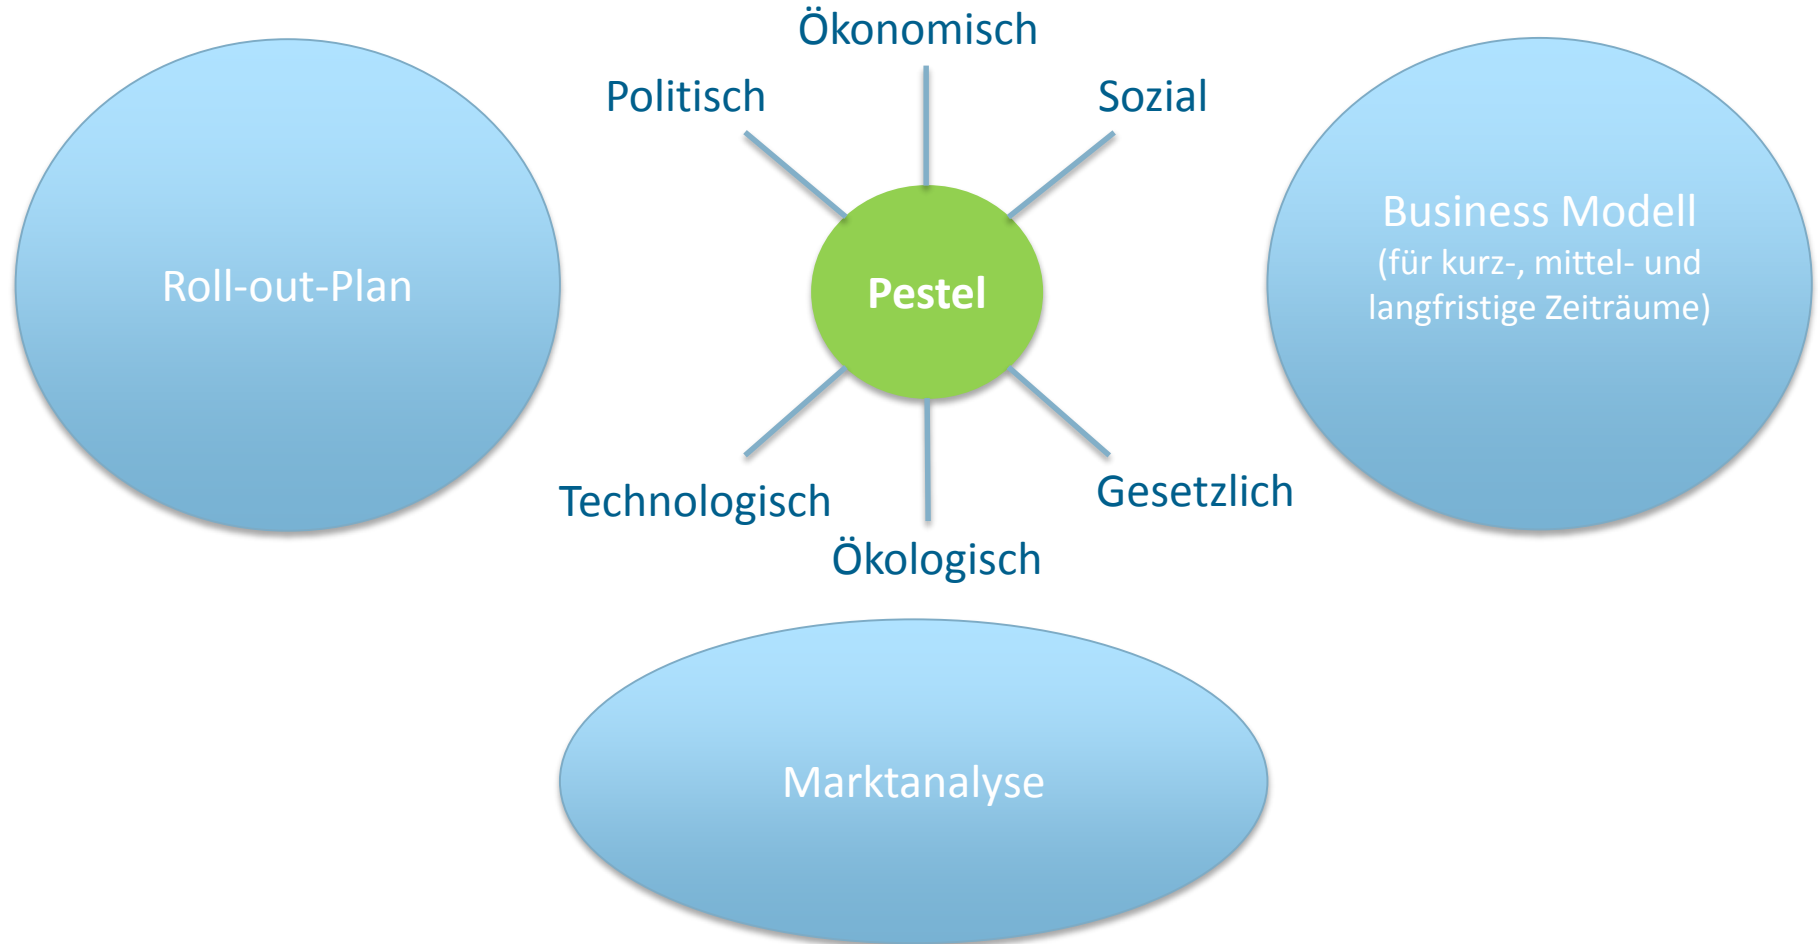 Ökonomisch
Politisch
Sozial
Roll-out-Plan
Pestel
Business Modell
(für kurz-, mittel- und
langfristige Zeiträume)
Technologisch
Gesetzlich
Ökologisch
Marktanalyse